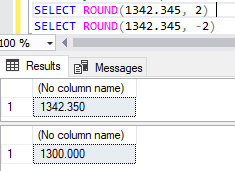 SELECT ROUND(1342.345, 2)
SELECT ROUND(1342.345, -2)
100 %
Results Messages
(No column name)
1 1342.350
(No column name)
1 1300.000